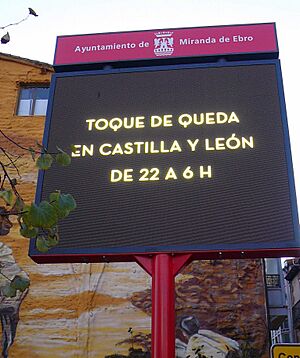 Ayuntamiento de Miranda de Ebro
TOQUE DE QUEDA
EN CASTILLA Y LEÓN
DE 22 A 6 H